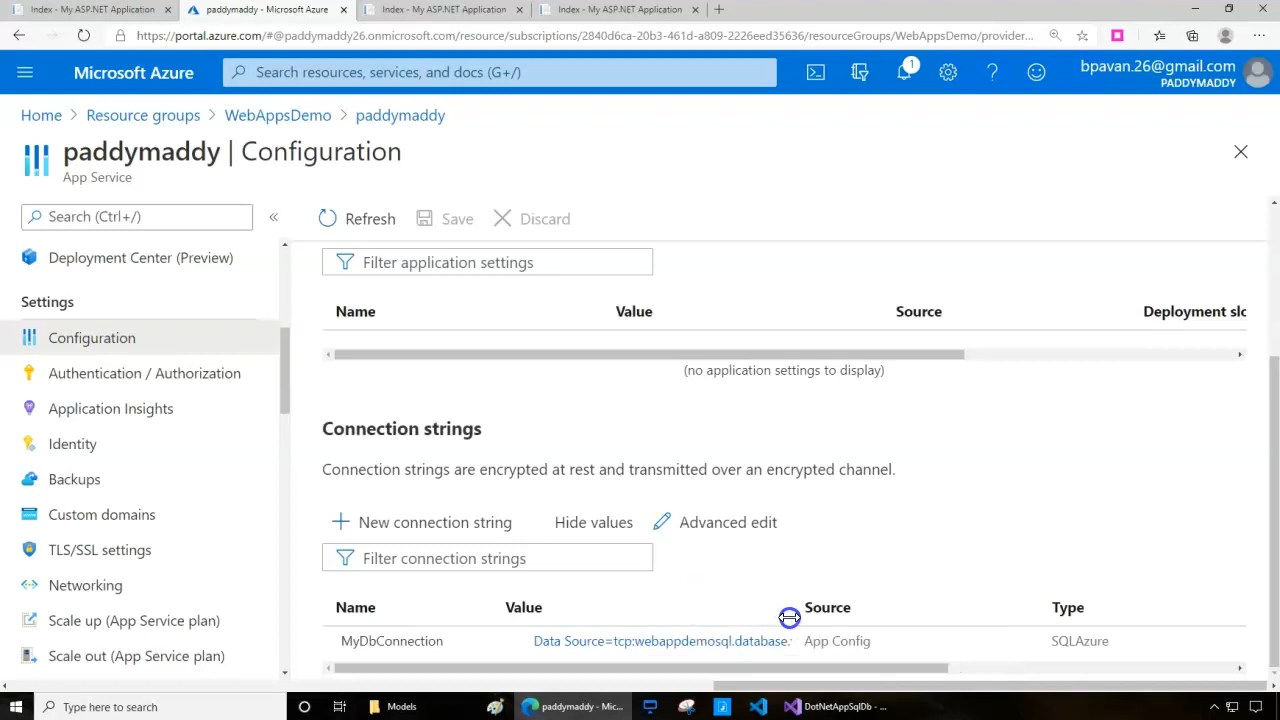 Index - My ASP.NET Application
paddymaddy - Microsoft Azure
Index - My ASP.NET Application
Index - My ASP.NET Application
https://portal.azure.com/#@paddymaddy26.onmicrosoft.com/resource/subscriptions/2840d6ca-20b3-461d-a809-2226eed35636/resourceGroups/WebAppsDemo/provider...
Microsoft Azure
Search resources, services, and docs (G+/)
1
bpavan.26@gmail.com
PADDYMADDY
Home > Resource groups > WebAppsDemo > paddymaddy
paddymaddy | Configuration
App Service
Search (Ctrl+/)
«
Refresh
Save
Discard
Deployment Center (Preview)
Settings
Configuration
Authentication / Authorization
Application Insights
Identity
Backups
Custom domains
TLS/SSL settings
Networking
Scale up (App Service plan)
Scale out (App Service plan)
Filter application settings
Name Value Source Deployment slo
(no application settings to display)
Connection strings
Connection strings are encrypted at rest and transmitted over an encrypted channel.
New connection string
Hide values
Advanced edit
Filter connection strings
Name Value Source Type
MyDbConnection Data Source=tcp:webappdemosql.database. App Config SQLAzure
Type here to search
Models
paddymaddy - Mic...
DotNetAppSqlDb - ...